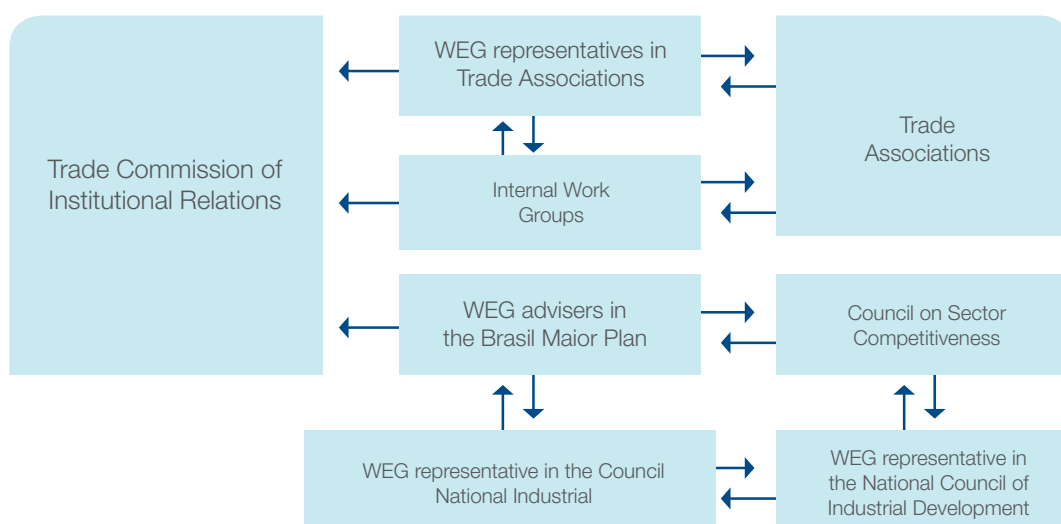 Trade Commission of
Institutional Relations
WEG representatives in
Trade Associations
Trade
Associations
Internal Work
Groups
WEG advisers in
the Brasil Maior Plan
Council on Sector
Competitiveness
WEG representative in the Council
National Industrial
WEG representative in
the National Council of
Industrial Development